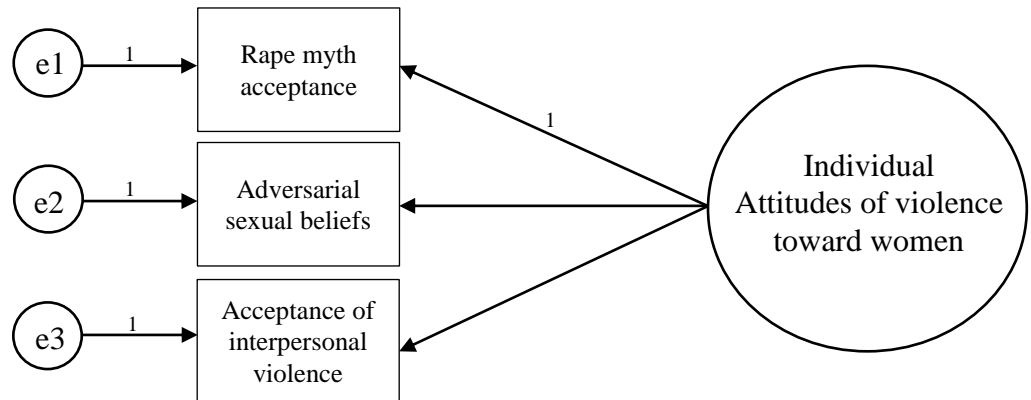 e1
1
Rape myth
acceptance
1
e2
1
Adversarial
sexual beliefs
Individual
Attitudes of violence
toward women
e3
1
Acceptance of
interpersonal
violence